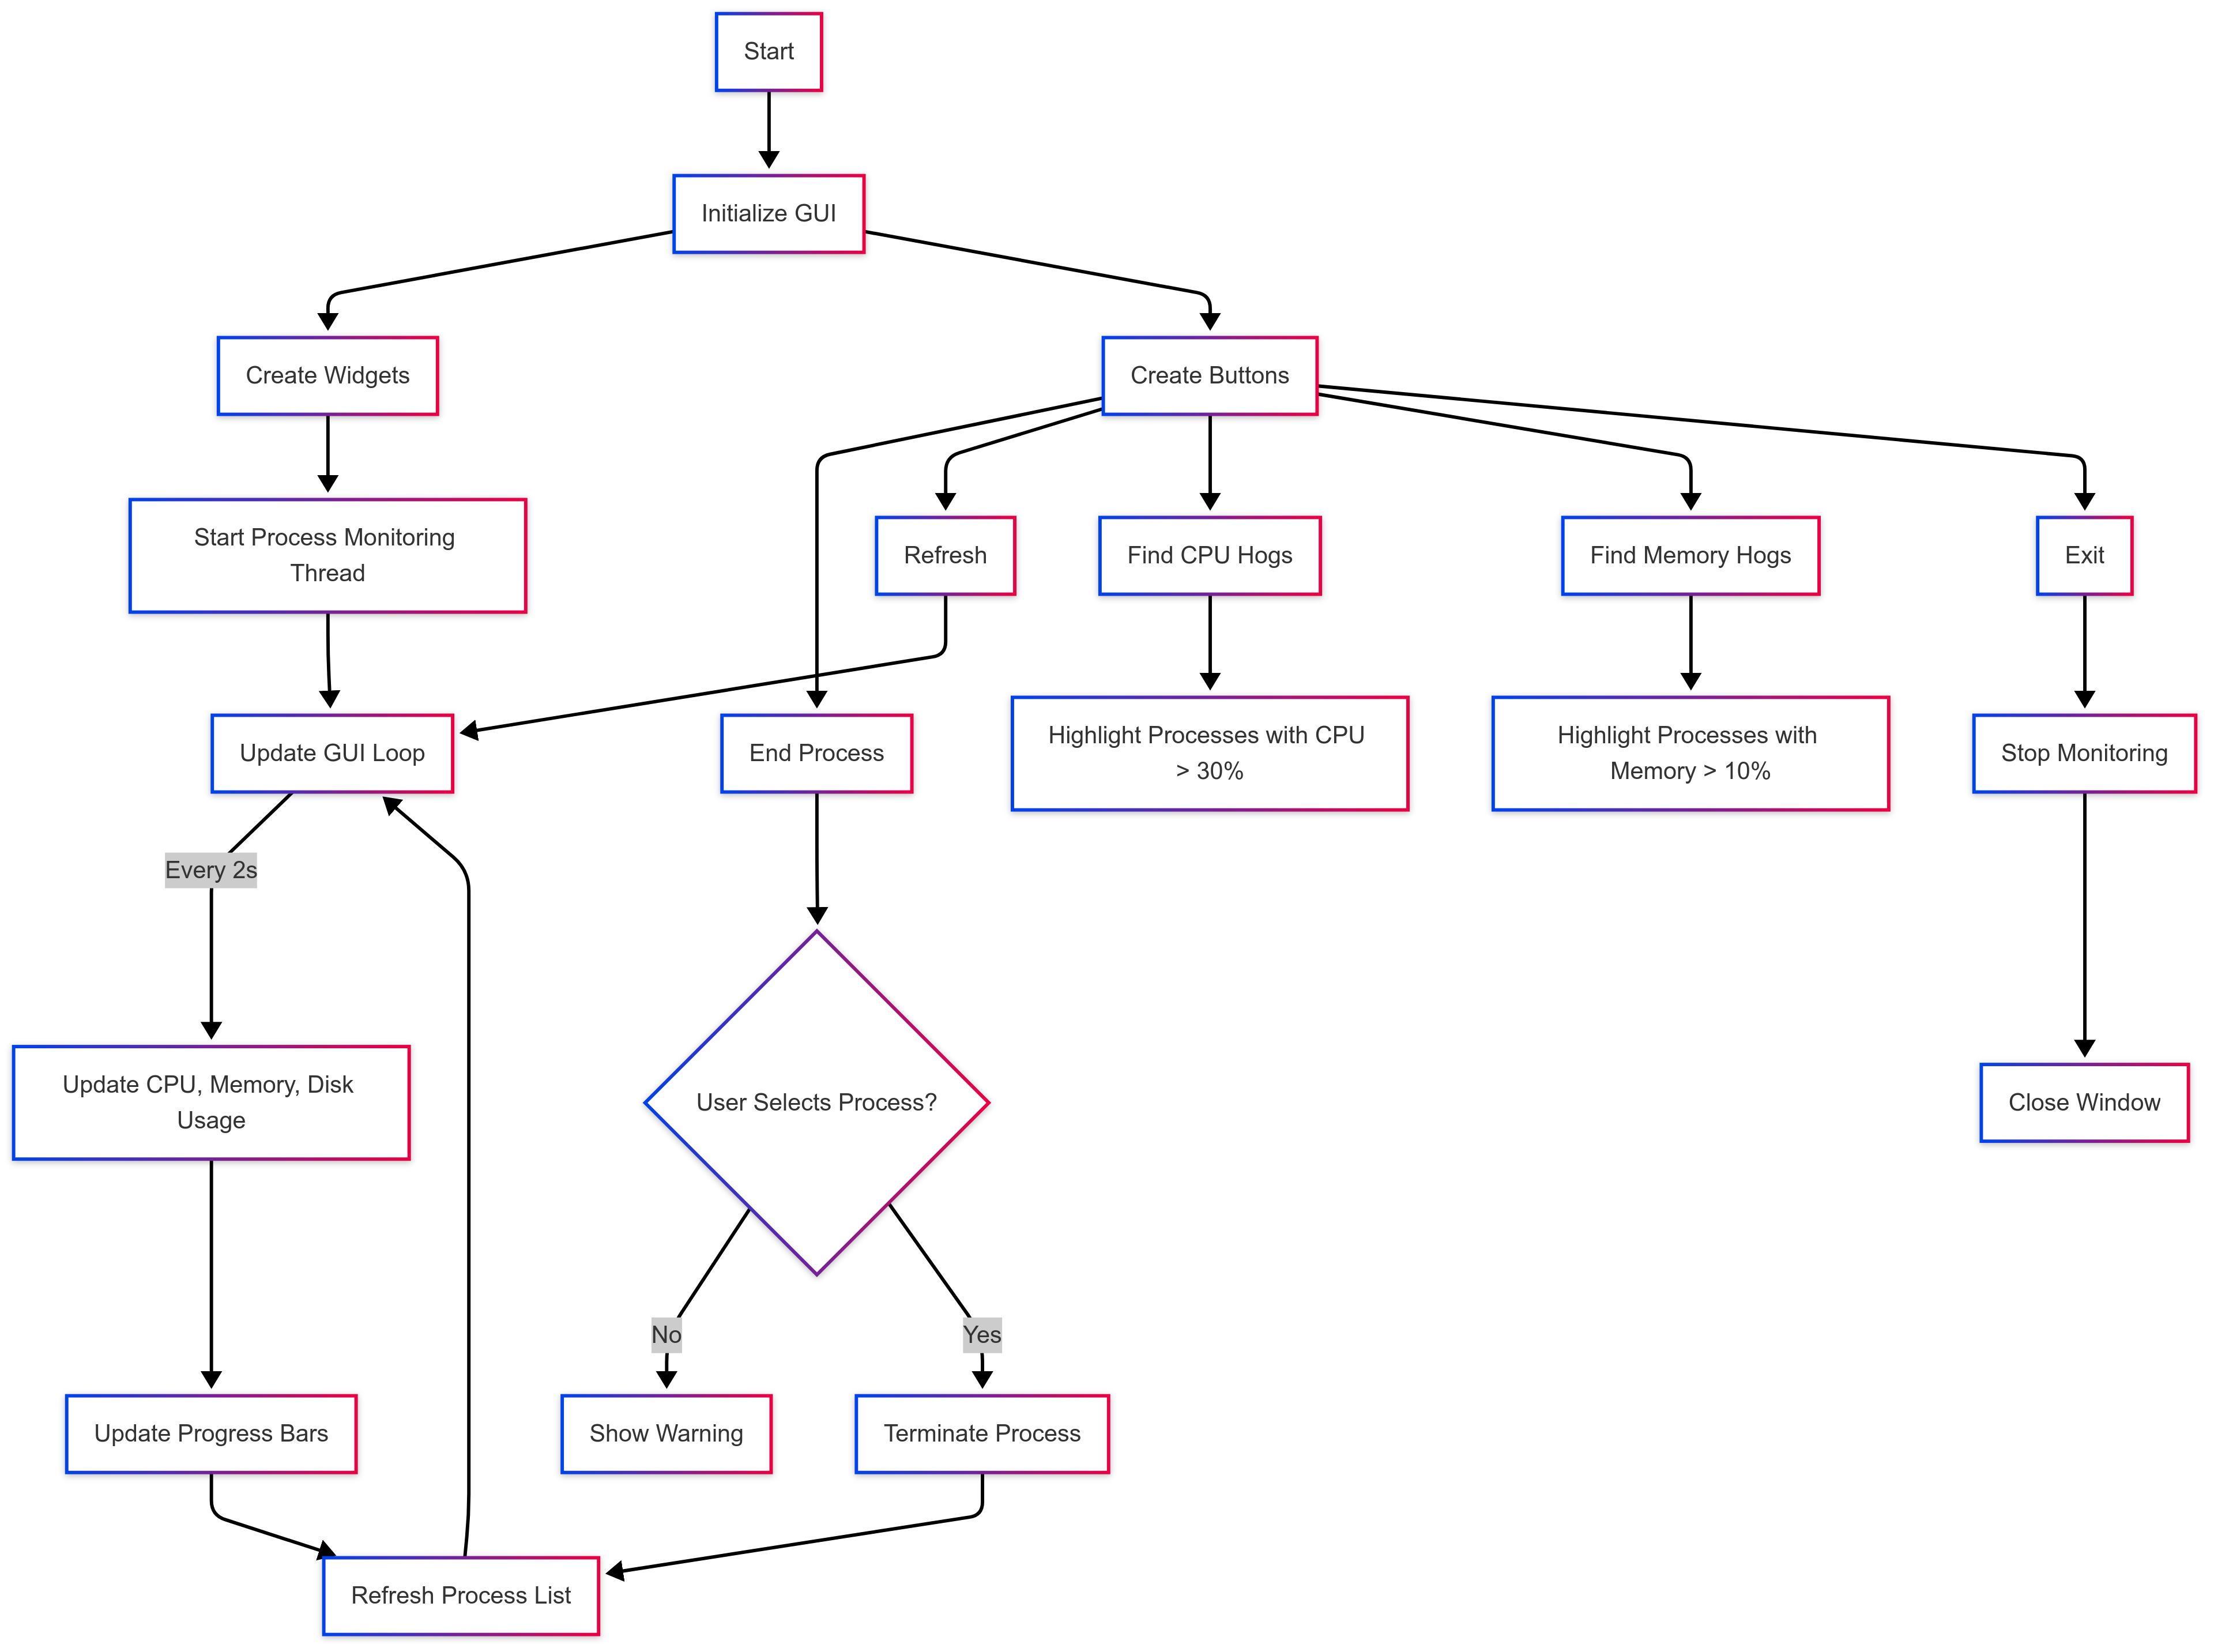 Start
Initialize GUI
Create Widgets
Create Buttons
Start Process Monitoring
Thread
Refresh
Find CPU Hogs
Find Memory Hogs
Exit
Update GUI Loop
End Process
Highlight Processes with CPU
> 30%
Highlight Processes with
Memory > 10%
Stop Monitoring
Every 2s
Update CPU, Memory, Disk
Usage
User Selects Process?
Close Window
No
Yes
Update Progress Bars
Show Warning
Terminate Process
Refresh Process List